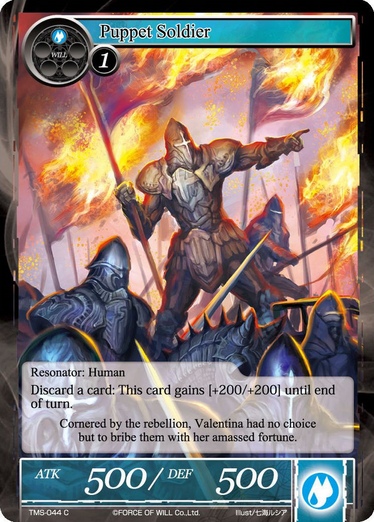 Puppet Soldier
WILL
1
Resonator: Human
Discard a card: This card gains [+200/+200] until end
of turn.
Cornered by the rebellion, Valentina had no choice
but to bribe them with her amassed fortune.
ATK 500 / DEF 500
TMS-044 C ©FORCE OF WILL Co.,Ltd. Illust/七海ルシア